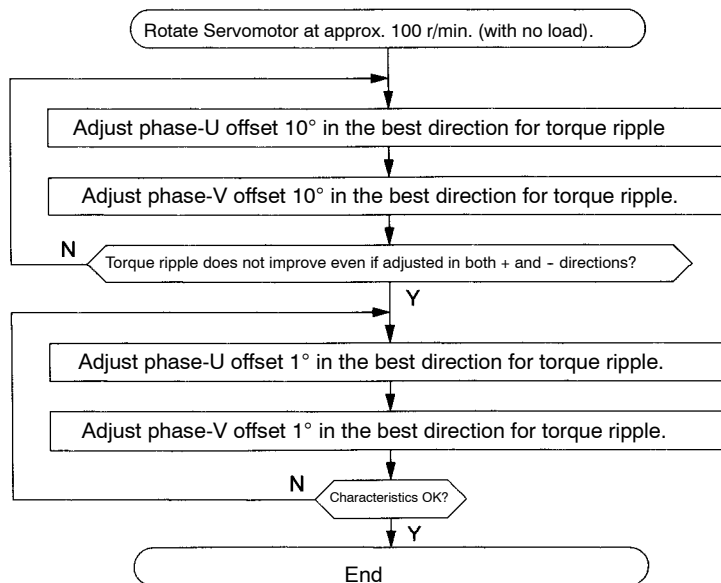 Rotate Servomotor at approx. 100 r/min. (with no load).
Adjust phase-U offset 10° in the best direction for torque ripple
Adjust phase-V offset 10° in the best direction for torque ripple.
N
Torque ripple does not improve even if adjusted in both + and - directions?
Y
Adjust phase-U offset 1° in the best direction for torque ripple.
Adjust phase-V offset 1° in the best direction for torque ripple.
N
Characteristics OK?
Y
End